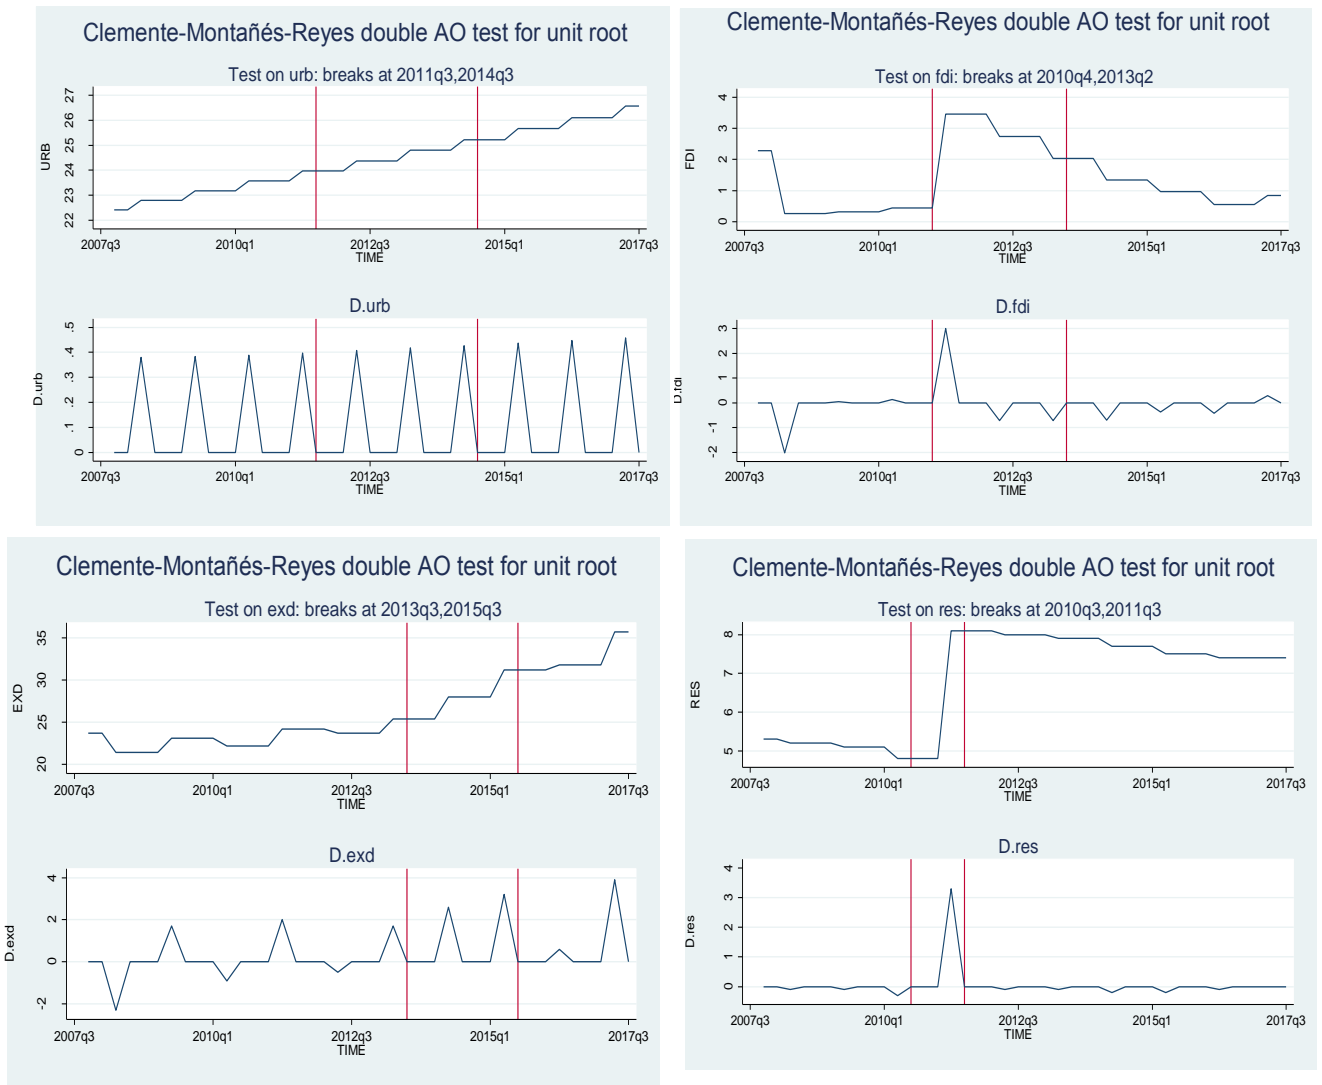 Clemente-Montañés-Reyes double AO test for unit root
Test on urb: breaks at 2011q3,2014q3
URB
27
26
25
24
23
22
2007q3 2010q1 2012q3 2015q1 2017q3
TIME
D.urb
D.urb
.5
.4
.3
.2
.1
0
2007q3 2010q1 2012q3 2015q1 2017q3
TIME
Clemente-Montañés-Reyes double AO test for unit root
Test on fdi: breaks at 2010q4,2013q2
FDI
4
3
2
1
0
2007q3 2010q1 2012q3 2015q1 2017q3
TIME
D.fdi
D.fdi
3
2
1
0
-1
-2
2007q3 2010q1 2012q3 2015q1 2017q3
TIME
Clemente-Montañés-Reyes double AO test for unit root
Test on exd: breaks at 2013q3,2015q3
EXD
35
30
25
20
2007q3 2010q1 2012q3 2015q1 2017q3
TIME
D.exd
D.exd
4
2
0
-2
2007q3 2010q1 2012q3 2015q1 2017q3
TIME
Clemente-Montañés-Reyes double AO test for unit root
Test on res: breaks at 2010q3,2011q3
RES
8
7
6
5
2007q3 2010q1 2012q3 2015q1 2017q3
TIME
D.res
D.res
4
3
2
1
0
2007q3 2010q1 2012q3 2015q1 2017q3
TIME